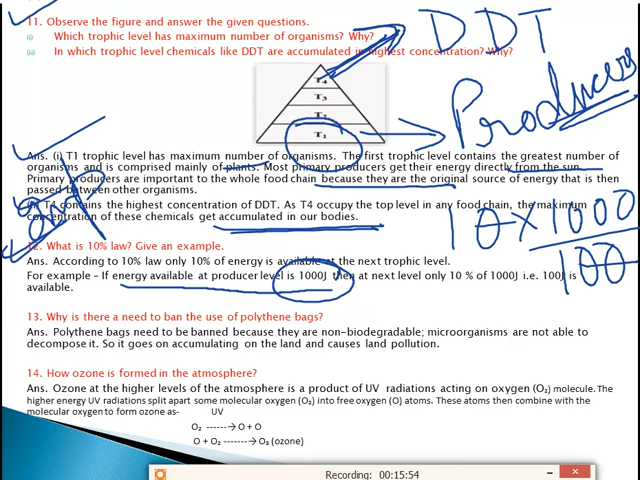 11. Observe the figure and answer the given questions.
(i) Which trophic level has maximum number of organisms? Why?
(ii) In which trophic level chemicals like DDT are accumulated in highest concentration? Why?
DDT
T4
T3
T2
T1
Producers
Ans. (i) T1 trophic level has maximum number of organisms. The first trophic level contains the greatest number of
organisms and is comprised mainly of plants. Most primary producers get their energy directly from the sun.
Primary producers are important to the whole food chain because they are the original source of energy that is then
passed between other organisms.
(ii) T4 contains the highest concentration of DDT. As T4 occupy the top level in any food chain, the maximum
concentration of these chemicals get accumulated in our bodies.
10 × 1000
100
12. What is 10% law? Give an example.
Ans. According to 10% law only 10% of energy is available at the next trophic level.
For example – If energy available at producer level is 1000J then at next level only 10 % of 1000J i.e. 100J is
available.
13. Why is there a need to ban the use of polythene bags?
Ans. Polythene bags need to be banned because they are non-biodegradable; microorganisms are not able to
decompose it. So it goes on accumulating on the land and causes land pollution.
14. How ozone is formed in the atmosphere?
Ans. Ozone at the higher levels of the atmosphere is a product of UV radiations acting on oxygen (O₂) molecule. The
higher energy UV radiations split apart some molecular oxygen (O₂) into free oxygen (O) atoms. These atoms then combine with the
molecular oxygen to form ozone as- UV
O₂ ------→ O + O
O + O₂ -------→ O₃ (ozone)
Recording: 00:15:54